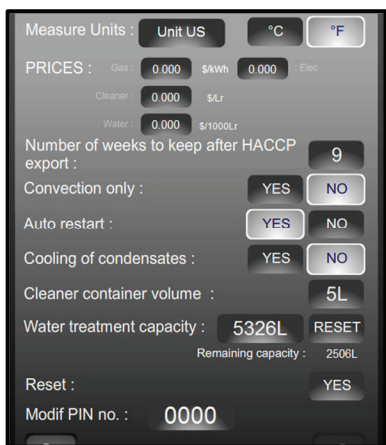 Measure Units : Unit US °C °F
PRICES : Gas : 0.000 $/kWh 0.000 : Elec
Cleaner : 0.000 $/Lr
Water : 0.000 $/1000Lr
Number of weeks to keep after HACCP
export : 9
Convection only : YES NO
Auto restart : YES NO
Cooling of condensates : YES NO
Cleaner container volume : 5L
Water treatment capacity : 5326L RESET
Remaining capacity : 2506L
Reset : YES
Modif PIN no. : 0000